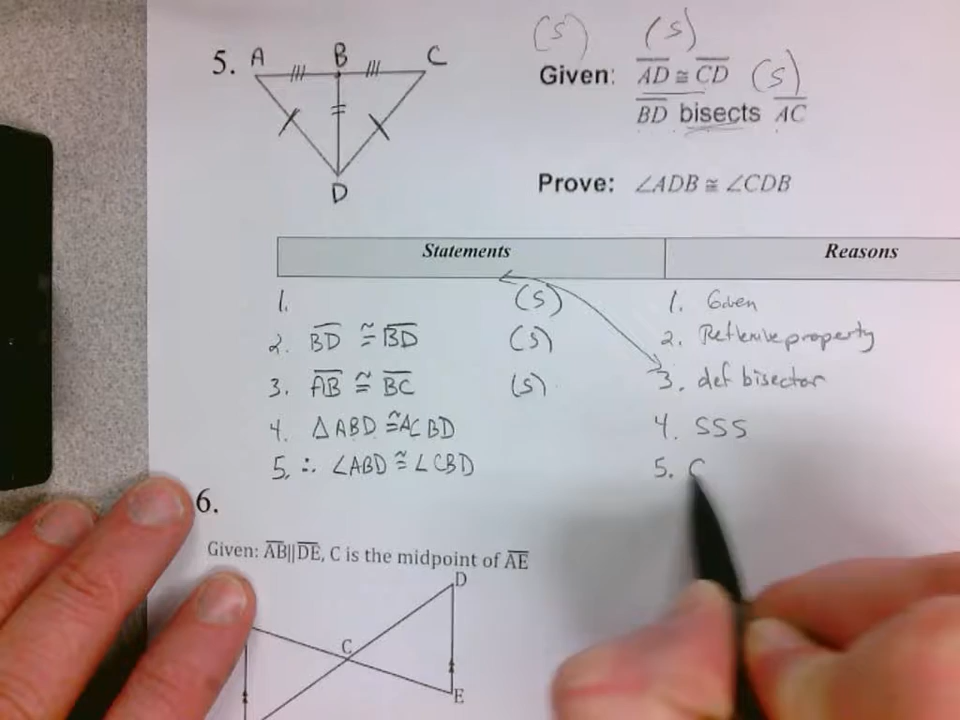 (S) (S)
5. A B C
Given: AD ≅ CD (S)
BD bisects AC
D
Prove: ∠ADB ≅ ∠CDB
Statements Reasons
1. (S) 1. Given
2. BD ≅ BD (S) 2. Reflexive property
3. AB ≅ BC (S) 3. def bisector
4. △ABD ≅ △CBD 4. SSS
5. ∴ ∠ABD ≅ ∠CBD 5. C
6.
Given: AB||DE, C is the midpoint of AE
D
C
E